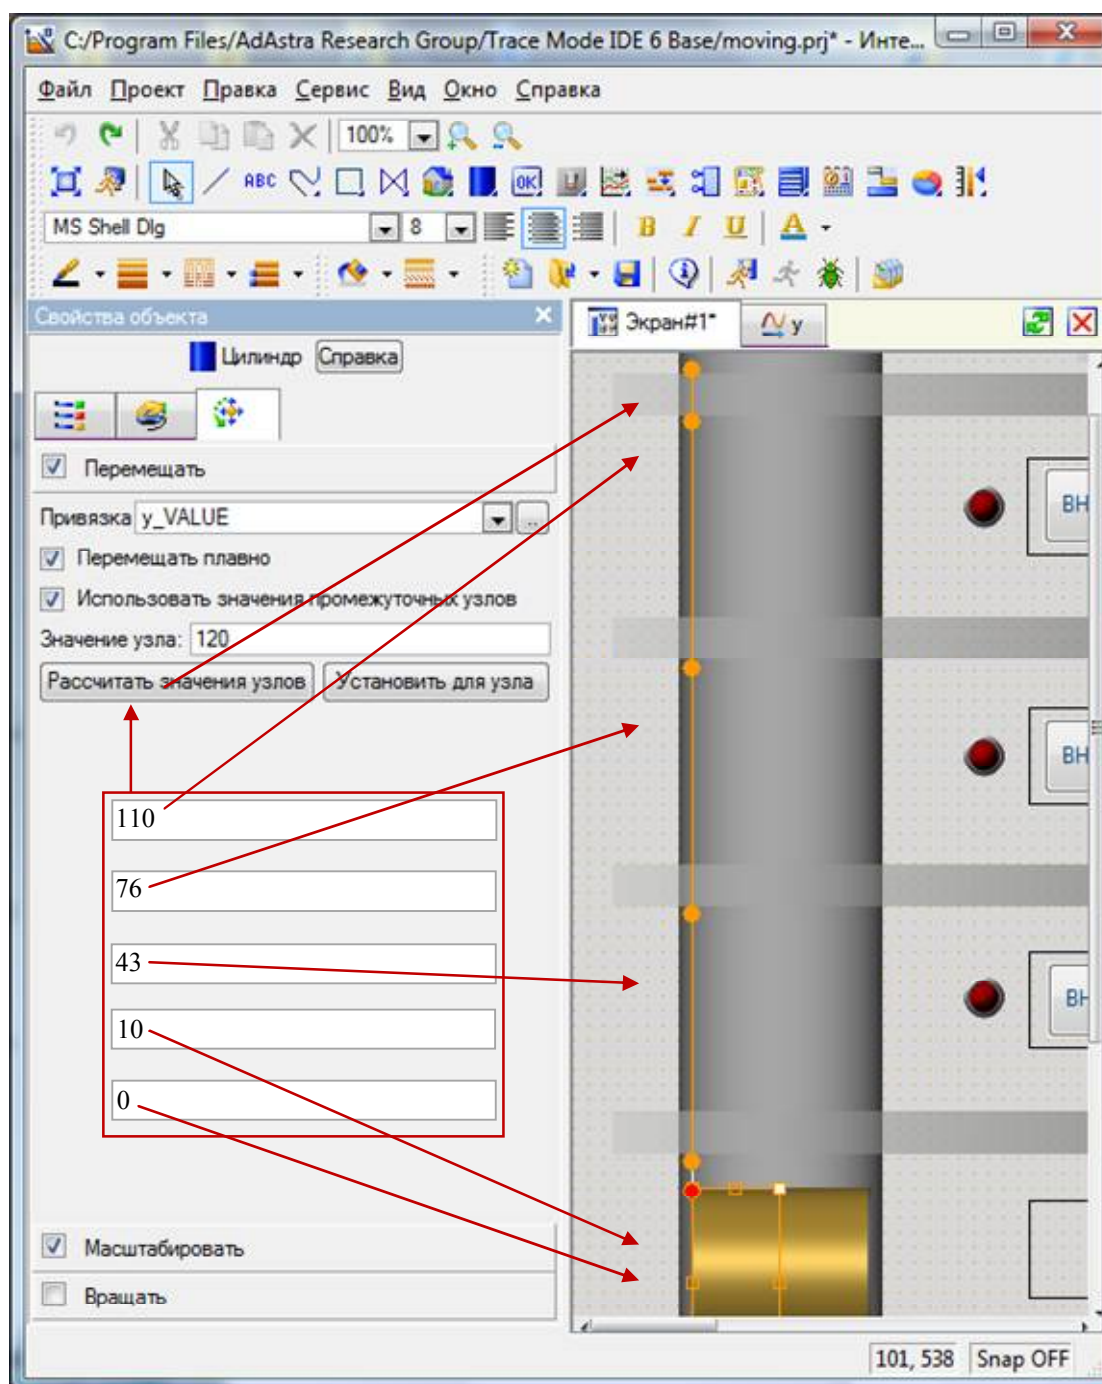 C:/Program Files/AdAstra Research Group/Trace Mode IDE 6 Base/moving.prj* - Инте...
Файл Проект Правка Сервис Вид Окно Справка
100%
ABC OK
MS Shell Dlg 8 B I U A
Свойства объекта
Экран#1* y
Цилиндр Справка
Перемещать
Привязка y_VALUE ..
ВН
Перемещать плавно
Использовать значения промежуточных узлов
Значение узла: 120
Рассчитать значения узлов Установить для узла
ВН
110
76
43
ВН
10
0
Масштабировать
Вращать
101, 538 Snap OFF